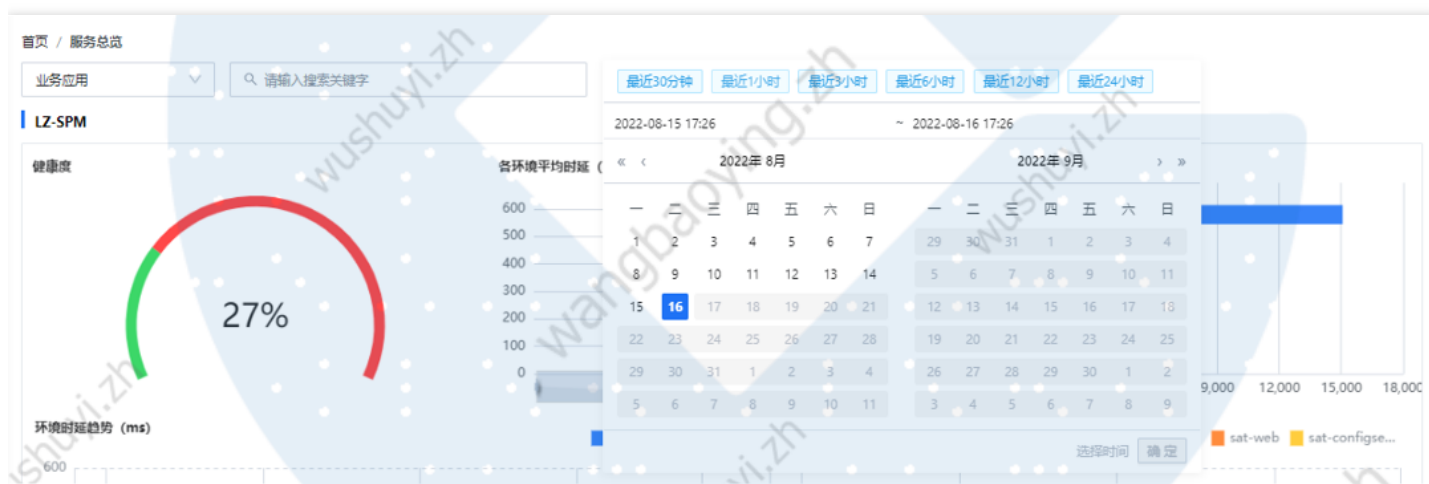 首页 / 服务总览
业务应用
请输入搜索关键字
最近30分钟 最近1小时 最近3小时 最近6小时 最近12小时 最近24小时
LZ-SPM
2022-08-15 17:26 ~ 2022-08-16 17:26
健康度
各环境平均时延 (
« ‹ 2022年 8月 2022年 9月 › »
一 二 三 四 五 六 日 一 二 三 四 五 六 日
1 2 3 4 5 6 7 29 30 31 1 2 3 4
8 9 10 11 12 13 14 5 6 7 8 9 10 11
15 16 17 18 19 20 21 12 13 14 15 16 17 18
22 23 24 25 26 27 28 19 20 21 22 23 24 25
29 30 31 1 2 3 4 26 27 28 29 30 1 2
5 6 7 8 9 10 11 3 4 5 6 7 8 9
选择时间 确 定
27%
600
500
400
300
200
100
0
9,000 12,000 15,000 18,000
sat-web sat-configse...
环境时延趋势 (ms)
600
wushuyi.zh
wangbaoying.zh
wushuyi.zh
shuyi.zh
yi.zh